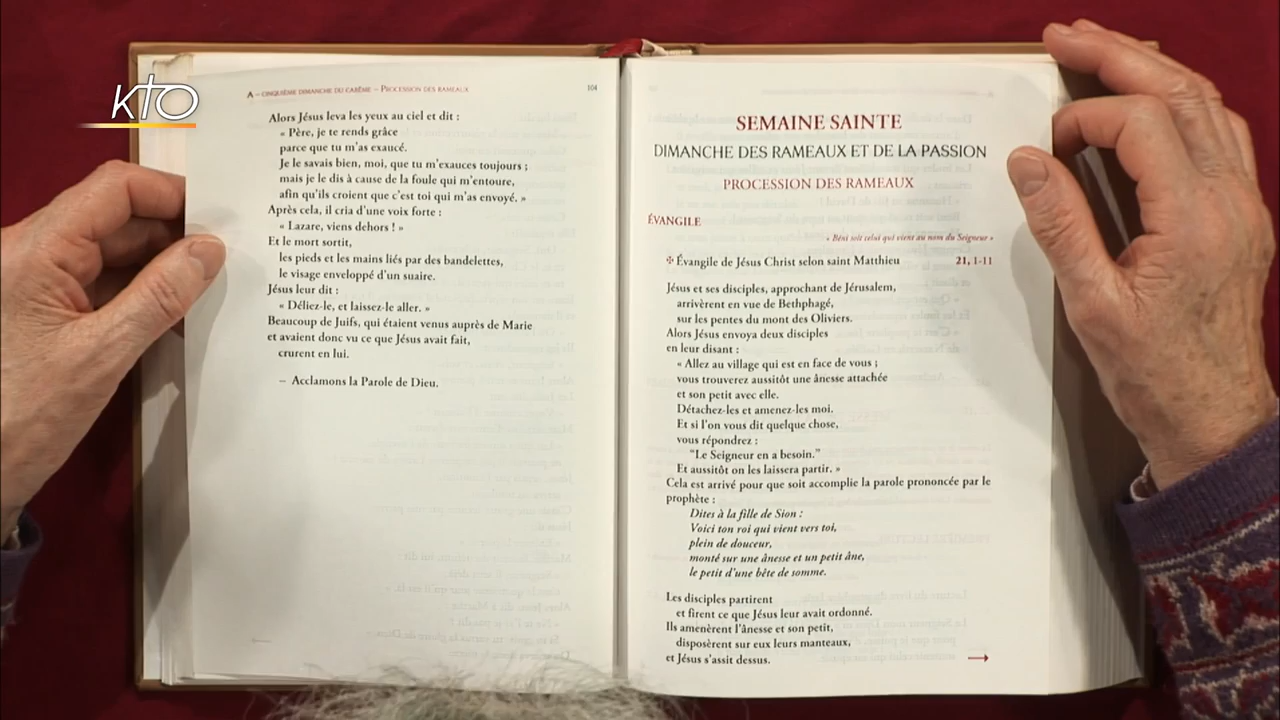 KTO
A – CINQUIÈME DIMANCHE DU CARÊME – PROCESSION DES RAMEAUX 104
Alors Jésus leva les yeux au ciel et dit :
« Père, je te rends grâce
parce que tu m'as exaucé.
Je le savais bien, moi, que tu m'exauces toujours ;
mais je le dis à cause de la foule qui m'entoure,
afin qu'ils croient que c'est toi qui m'as envoyé. »
Après cela, il cria d'une voix forte :
« Lazare, viens dehors ! »
Et le mort sortit,
les pieds et les mains liés par des bandelettes,
le visage enveloppé d'un suaire.
Jésus leur dit :
« Déliez-le, et laissez-le aller. »
Beaucoup de Juifs, qui étaient venus auprès de Marie
et avaient donc vu ce que Jésus avait fait,
crurent en lui.
– Acclamons la Parole de Dieu.
SEMAINE SAINTE
DIMANCHE DES RAMEAUX ET DE LA PASSION
PROCESSION DES RAMEAUX
ÉVANGILE
« Béni soit celui qui vient au nom du Seigneur »
✠ Évangile de Jésus Christ selon saint Matthieu 21, 1-11
Jésus et ses disciples, approchant de Jérusalem,
arrivèrent en vue de Bethphagé,
sur les pentes du mont des Oliviers.
Alors Jésus envoya deux disciples
en leur disant :
« Allez au village qui est en face de vous ;
vous trouverez aussitôt une ânesse attachée
et son petit avec elle.
Détachez-les et amenez-les moi.
Et si l'on vous dit quelque chose,
vous répondrez :
“Le Seigneur en a besoin.”
Et aussitôt on les laissera partir. »
Cela est arrivé pour que soit accomplie la parole prononcée par le
prophète :
Dites à la fille de Sion :
Voici ton roi qui vient vers toi,
plein de douceur,
monté sur une ânesse et un petit âne,
le petit d'une bête de somme.
Les disciples partirent
et firent ce que Jésus leur avait ordonné.
Ils amenèrent l'ânesse et son petit,
disposèrent sur eux leurs manteaux,
et Jésus s'assit dessus. →